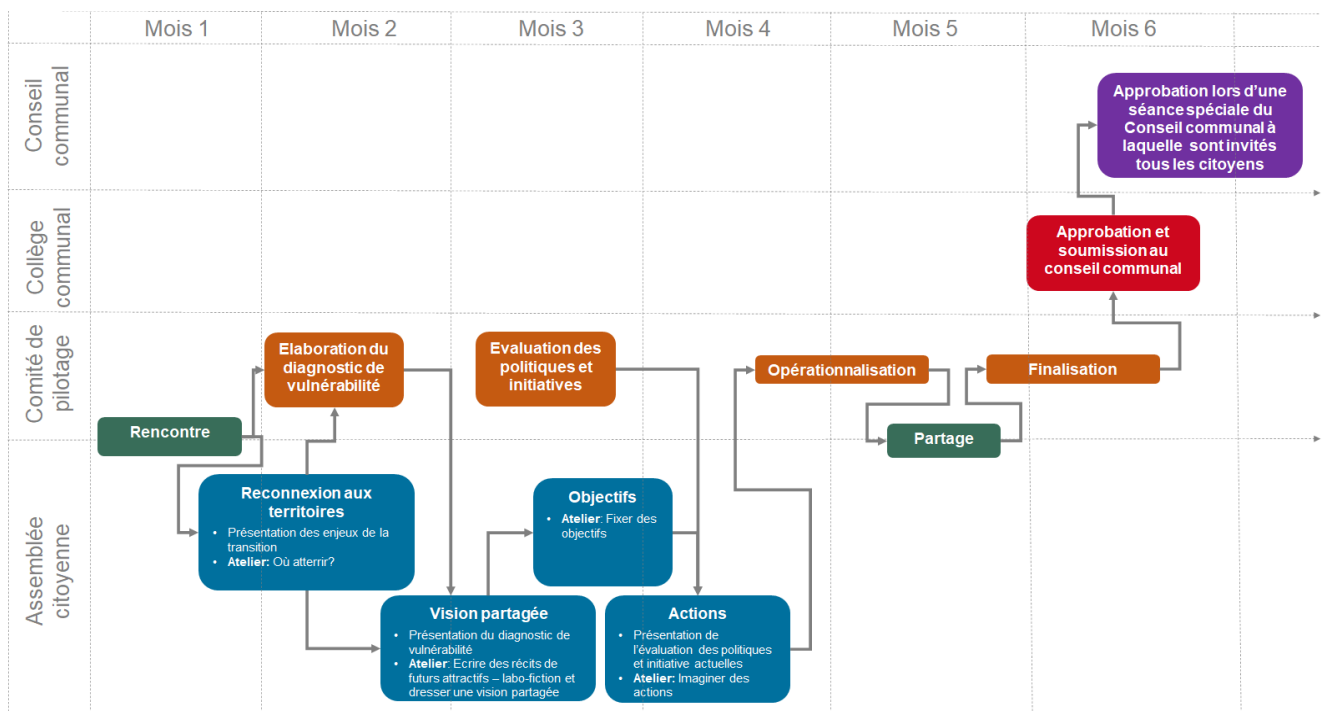 Mois 1
Mois 2
Mois 3
Mois 4
Mois 5
Mois 6
Conseil
communal
Approbation lors d'une
séance spéciale du
Conseil communal à
laquelle sont invités
tous les citoyens
Collège
communal
Approbation et
soumission au
conseil communal
Comité de
pilotage
Elaboration du
diagnostic de
vulnérabilité
Evaluation des
politiques et
initiatives
Opérationnalisation
Finalisation
Rencontre
Partage
Assemblée
citoyenne
Reconnexion aux
territoires
• Présentation des enjeux de la
transition
• Atelier: Où atterrir?
Objectifs
• Atelier: Fixer des
objectifs
Vision partagée
• Présentation du diagnostic de
vulnérabilité
• Atelier: Ecrire des récits de
futurs attractifs – labo-fiction et
dresser une vision partagée
Actions
• Présentation de
l'évaluation des politiques
et initiative actuelles
• Atelier: Imaginer des
actions